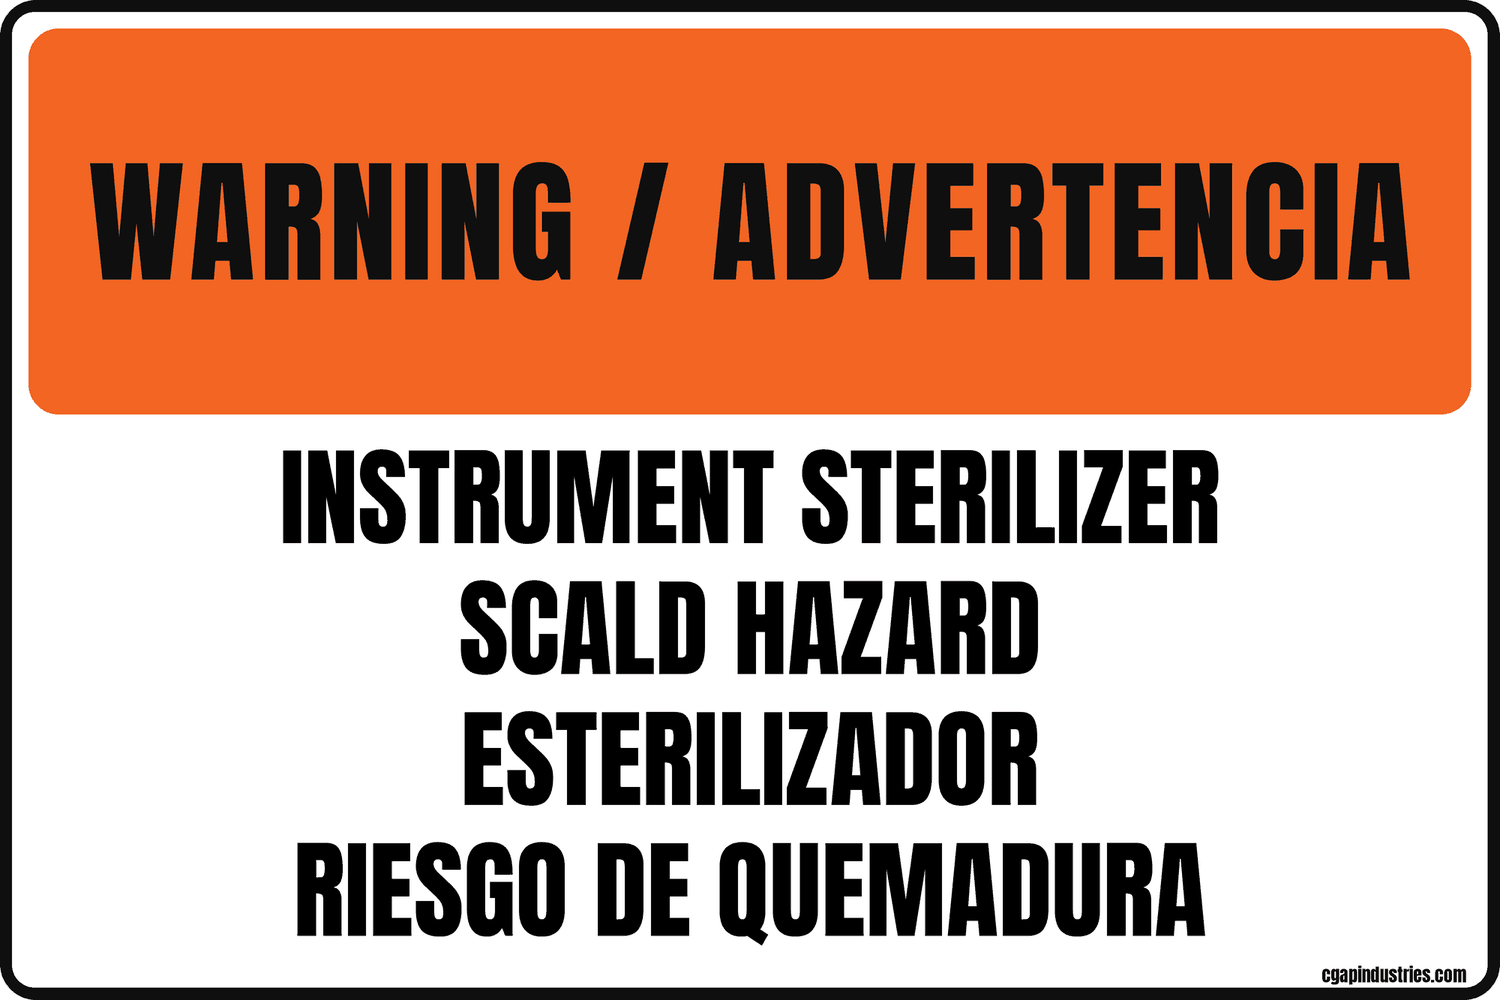 WARNING / ADVERTENCIA
INSTRUMENT STERILIZER
SCALD HAZARD
ESTERILIZADOR
RIESGO DE QUEMADURA
cgapindustries.com